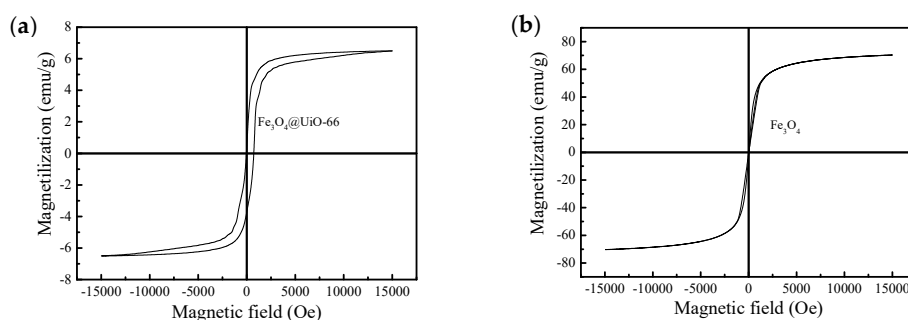 (a)
8
6
4
2
0
-2
-4
-6
-8
Magnetilization (emu/g)
Fe₃O₄@UiO-66
-15000 -10000 -5000 0 5000 10000 15000
Magnetic field (Oe)
(b)
80
60
40
20
0
-20
-40
-60
-80
Magnetilization (emu/g)
Fe₃O₄
-15000 -10000 -5000 0 5000 10000 15000
Magnetic field (Oe)